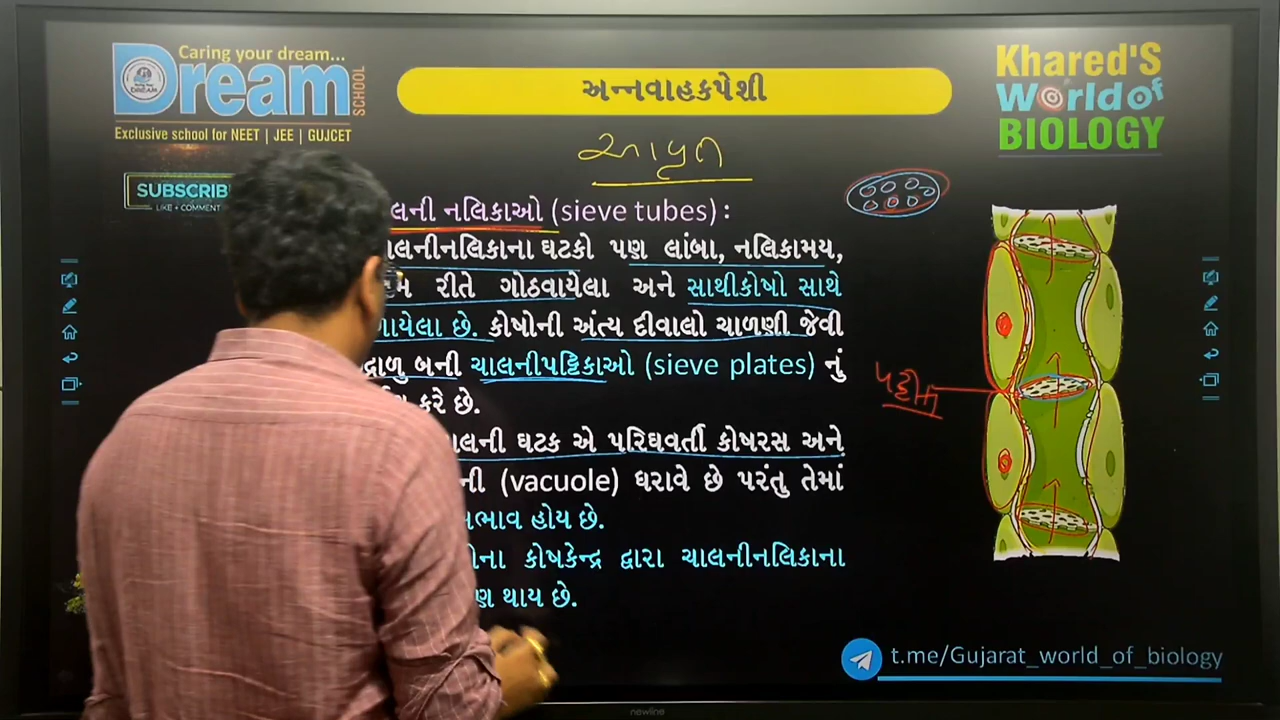 Caring your dream...
Dream SCHOOL
Exclusive school for NEET | JEE | GUJCET
અન્નવાહકપેશી
Khared'S
World of
BIOLOGY
આવૃત
SUBSCRIB
LIKE + COMMENT
લની નલિકાઓ (sieve tubes) :
ાલનીનલિકાના ઘટકો પણ લાંબા, નલિકામય,
રીતે ગોઠવાયેલા અને સાથીકોષો સાથે
ાયેલા છે. કોષોની અંત્ય દીવાલો ચાળણી જેવી
દ્રાળુ બની ચાલનીપટ્ટિકાઓ (sieve plates) નું
કરે છે.
ાલની ઘટક એ પરિઘવર્તી કોષરસ અને
ની (vacuole) ધરાવે છે પરંતુ તેમાં
ભાવ હોય છે.
ના કોષકેન્દ્ર દ્વારા ચાલનીનલિકાના
ણ થાય છે.
t.me/Gujarat_world_of_biology
newline